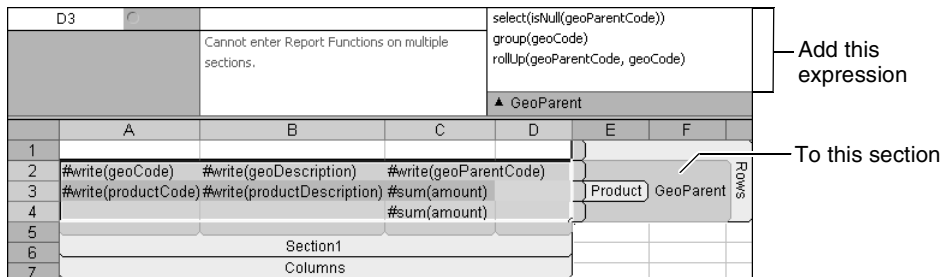 D3
select(isNull(geoParentCode))
Cannot enter Report Functions on multiple
sections.
group(geoCode)
rollUp(geoParentCode, geoCode)
▲ GeoParent
Add this
expression
A B C D E F
1
2 #write(geoCode) #write(geoDescription) #write(geoParentCode)
3 #write(productCode) #write(productDescription) #sum(amount) Product GeoParent Rows
4 #sum(amount)
5
6 Section1
7 Columns
To this section